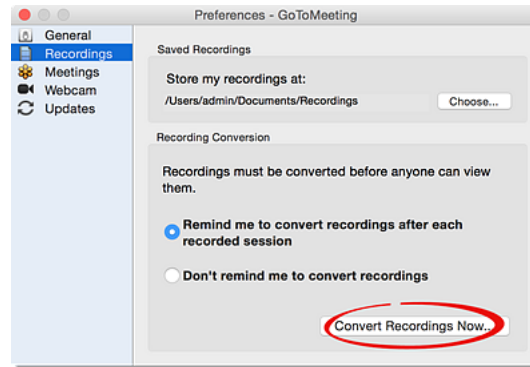 Preferences - GoToMeeting
General
Recordings
Meetings
Webcam
Updates
Saved Recordings
Store my recordings at:
/Users/admin/Documents/Recordings
Choose...
Recording Conversion
Recordings must be converted before anyone can view
them.
Remind me to convert recordings after each
recorded session
Don't remind me to convert recordings
Convert Recordings Now...